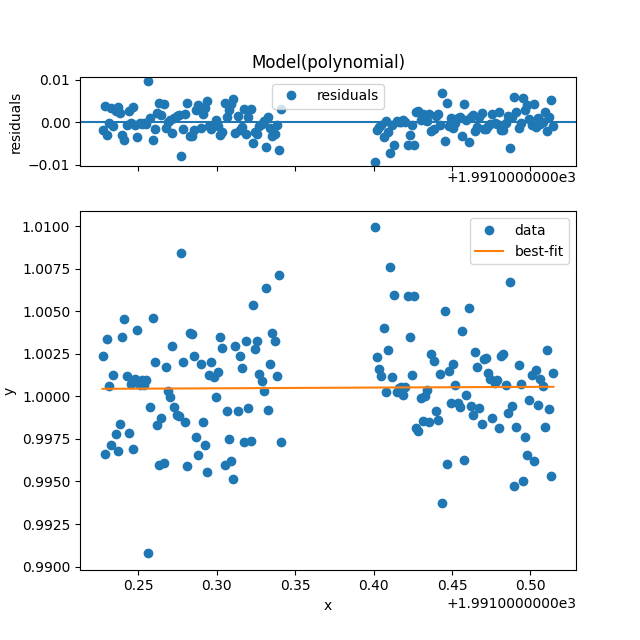 Model(polynomial)
0.01
0.00
−0.01
residuals
residuals
+1.9910000000e3
1.0100
1.0075
1.0050
1.0025
1.0000
0.9975
0.9950
0.9925
0.9900
y
data
best-fit
0.25 0.30 0.35 0.40 0.45 0.50
x
+1.9910000000e3